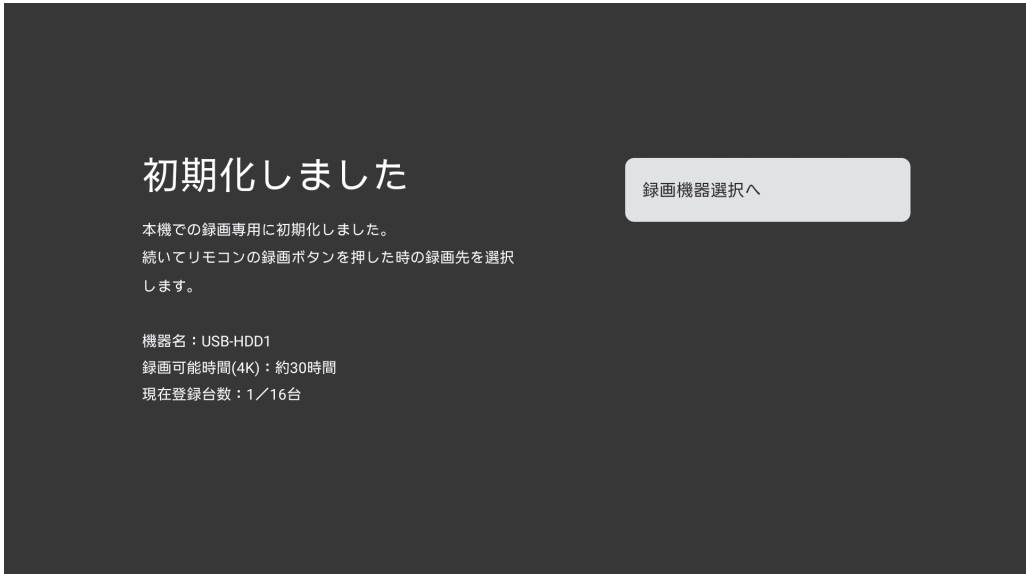 初期化しました
本機での録画専用に初期化しました。
続いてリモコンの録画ボタンを押した時の録画先を選択
します。
機器名：USB-HDD1
録画可能時間(4K)：約30時間
現在登録台数：1／16台
録画機器選択へ